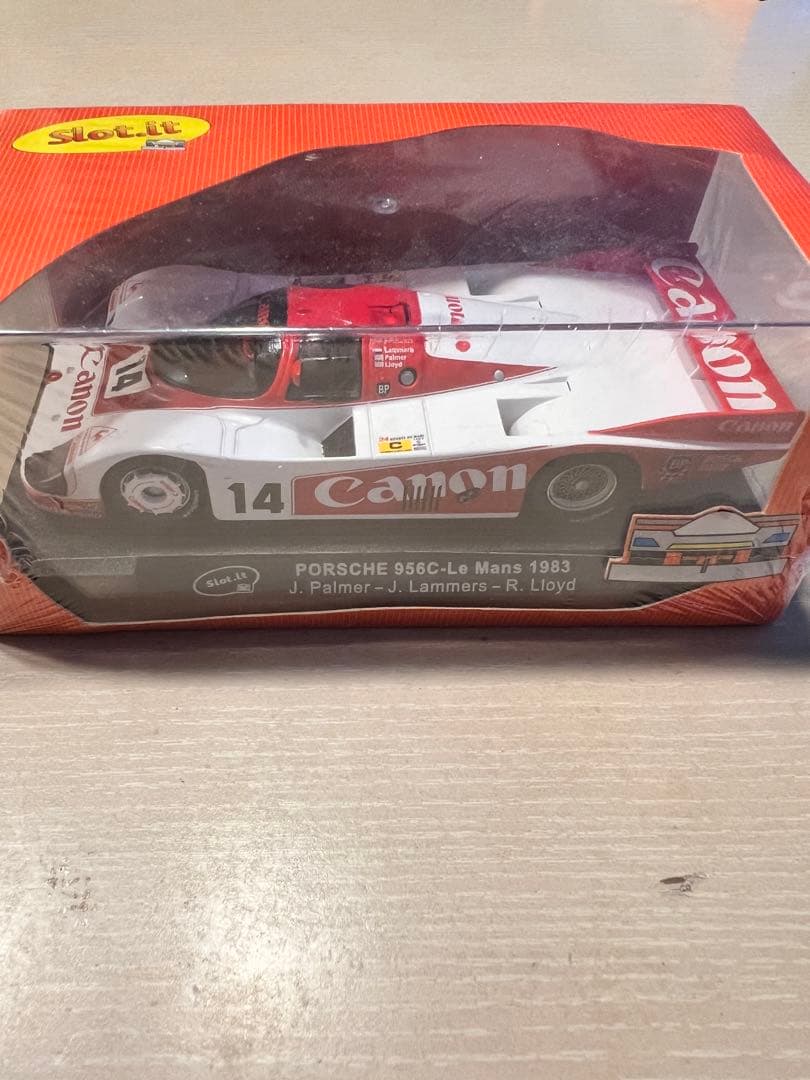 Slot.it
Canon
Canon
14
Lammers
Palmer
Lloyd
BP
C
Canon
14
Canon
Canon
BP
Slot.it
PORSCHE 956C-Le Mans 1983
J. Palmer – J. Lammers – R. Lloyd